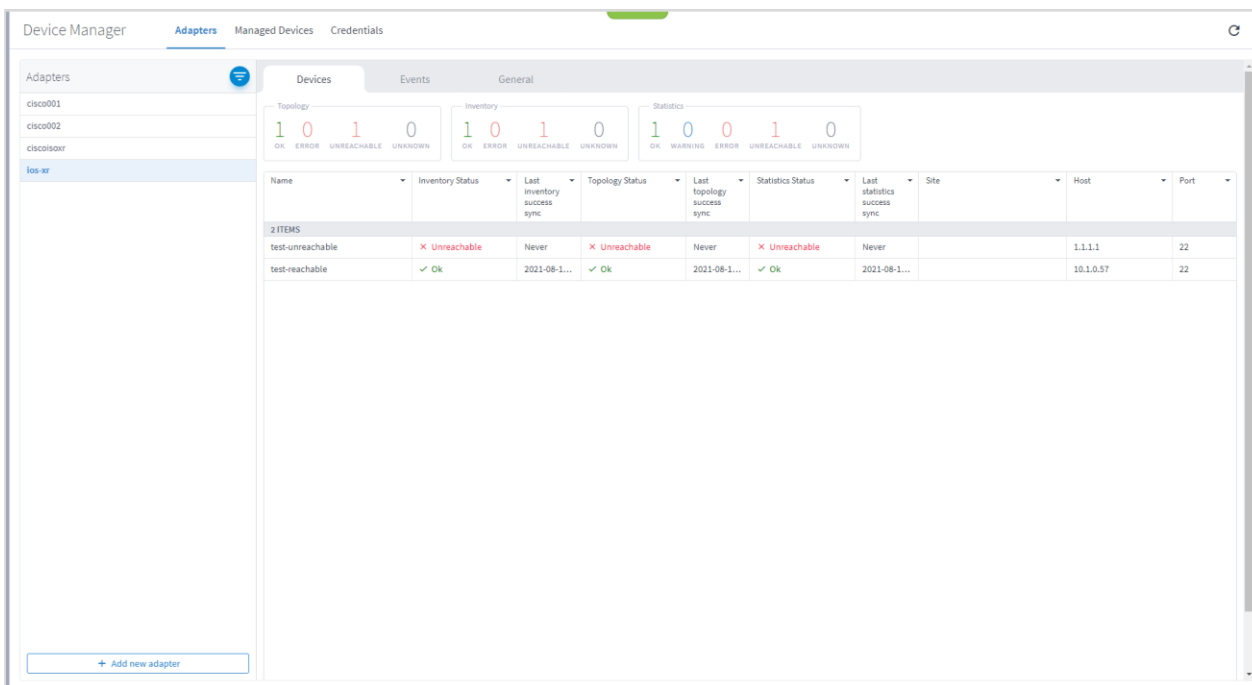 Device Manager Adapters Managed Devices Credentials
Adapters
cisco001
cisco002
ciscoisoxr
ios-xr
+ Add new adapter
Devices Events General
Topology
1 0 1 0
OK ERROR UNREACHABLE UNKNOWN
Inventory
1 0 1 0
OK ERROR UNREACHABLE UNKNOWN
Statistics
1 0 0 1 0
OK WARNING ERROR UNREACHABLE UNKNOWN
Name Inventory Status Last inventory success sync Topology Status Last topology success sync Statistics Status Last statistics success sync Site Host Port
2 ITEMS
test-unreachable Unreachable Never Unreachable Never Unreachable Never 1.1.1.1 22
test-reachable Ok 2021-08-1... Ok 2021-08-1... Ok 2021-08-1... 10.1.0.57 22